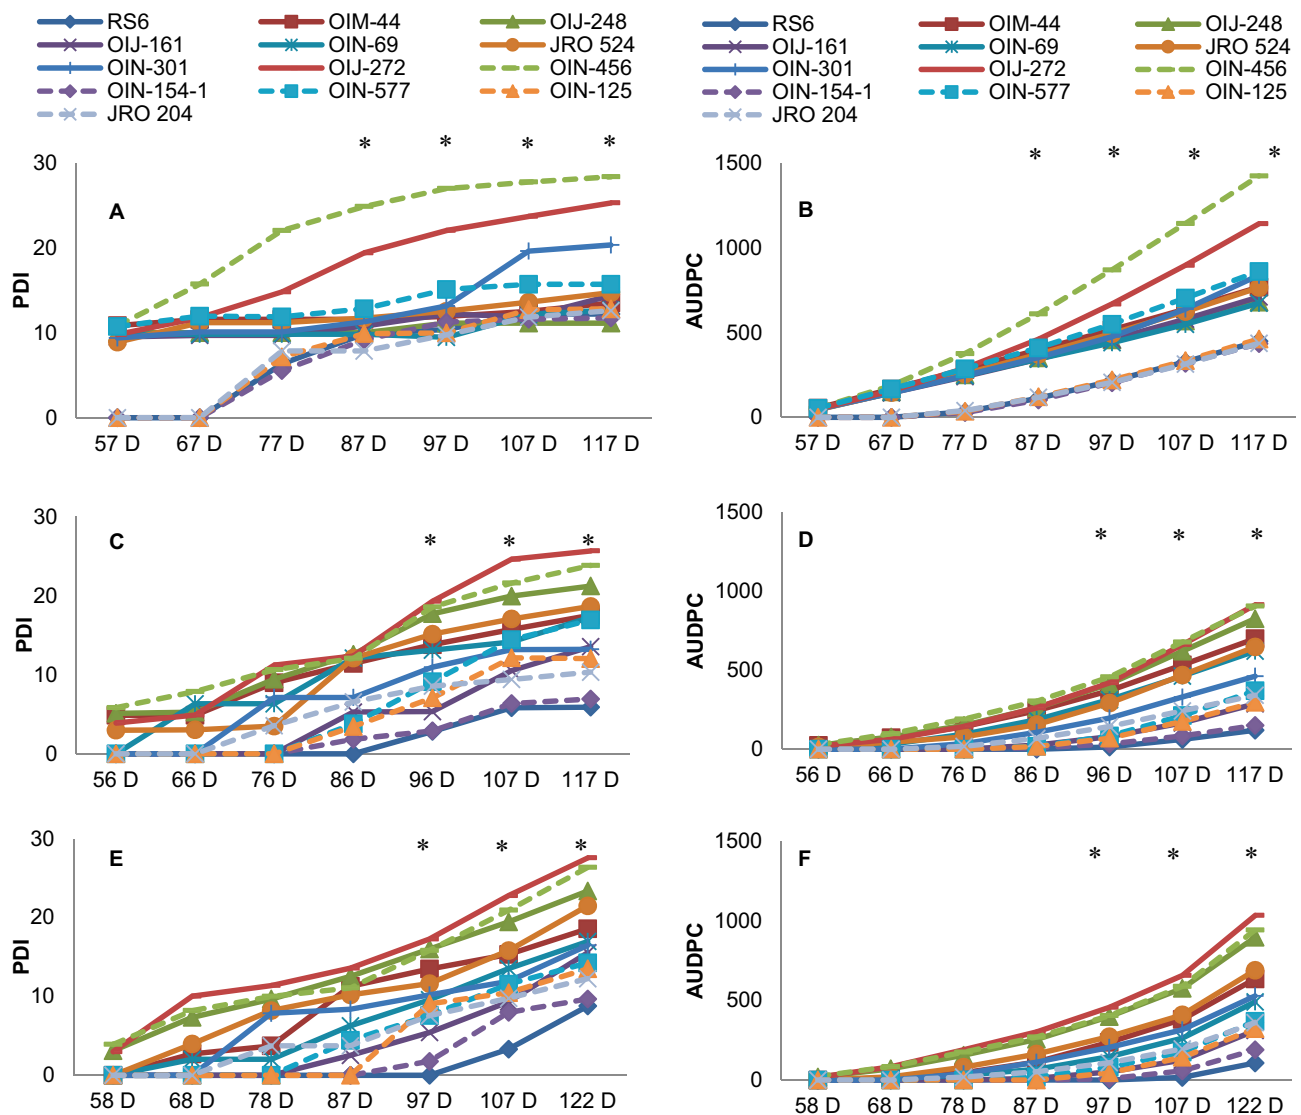 RS6 OIM-44 OIJ-248
OIJ-161 OIN-69 JRO 524
OIN-301 OIJ-272 OIN-456
OIN-154-1 OIN-577 OIN-125
JRO 204
RS6 OIM-44 OIJ-248
OIJ-161 OIN-69 JRO 524
OIN-301 OIJ-272 OIN-456
OIN-154-1 OIN-577 OIN-125
JRO 204
* * * *
30
A
20
PDI
10
0
57 D 67 D 77 D 87 D 97 D 107 D 117 D
* * * *
1500
B
1000
AUDPC
500
0
57 D 67 D 77 D 87 D 97 D 107 D 117 D
30
C * * *
20
PDI
10
0
56 D 66 D 76 D 86 D 96 D 107 D 117 D
1500
D * * *
1000
AUDPC
500
0
56 D 66 D 76 D 86 D 96 D 107 D 117 D
30
E * * *
20
PDI
10
0
58 D 68 D 78 D 87 D 97 D 107 D 122 D
1500
F * * *
1000
AUDPC
500
0
58 D 68 D 78 D 87 D 97 D 107 D 122 D